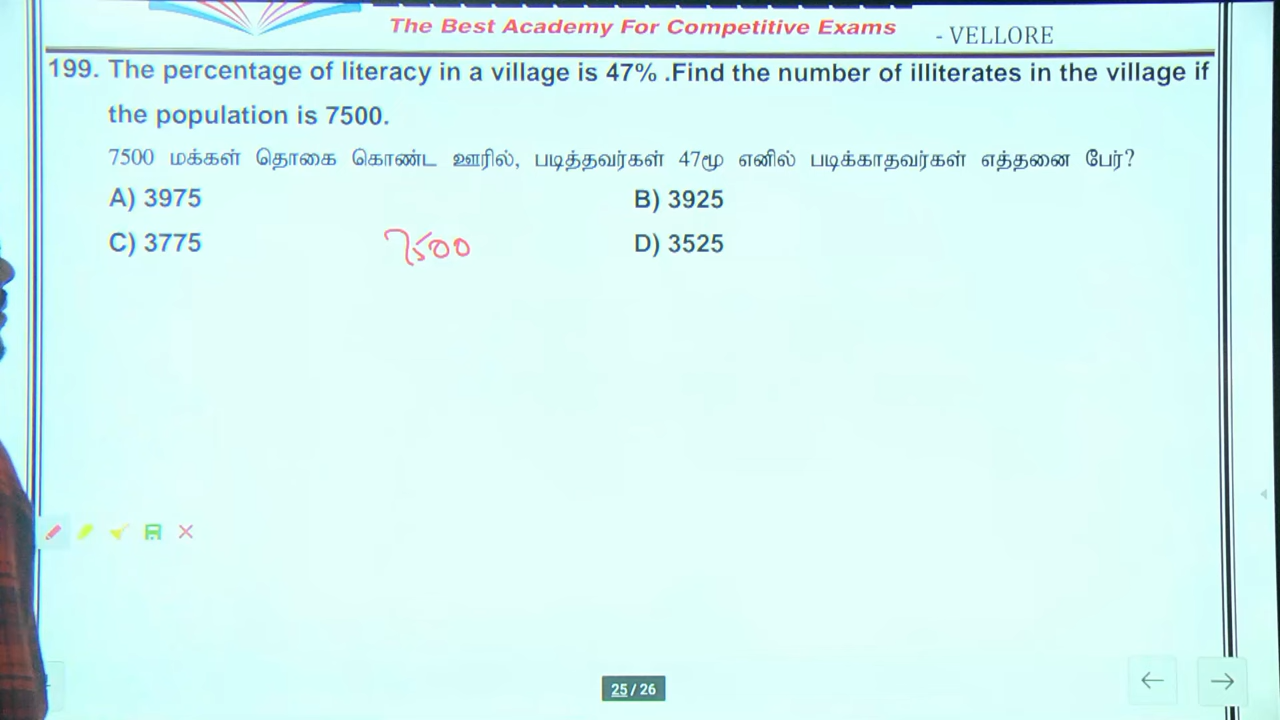 The Best Academy For Competitive Exams - VELLORE
199. The percentage of literacy in a village is 47% .Find the number of illiterates in the village if
the population is 7500.
7500 மக்கள் தொகை கொண்ட ஊரில், படித்தவர்கள் 47மூ எனில் படிக்காதவர்கள் எத்தனை பேர்?
A) 3975 B) 3925
C) 3775 7500 D) 3525
25 / 26